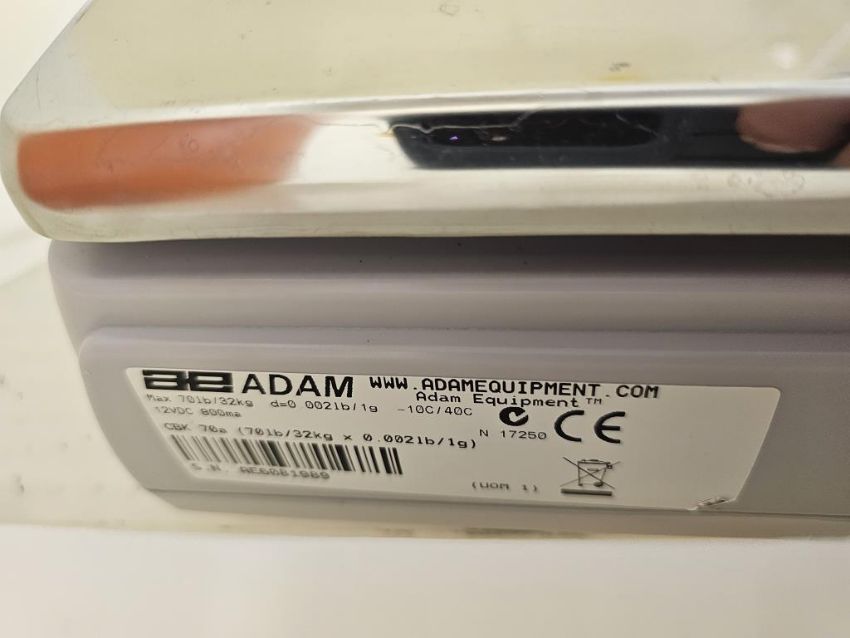 ae ADAM WWW.ADAMEQUIPMENT.COM
Adam Equipment™
Max 70lb/32kg d=0.002lb/1g -10C/40C
12VDC 800ma
N 17250 CE
CBK 70a (70lb/32kg x 0.002lb/1g)
S.N.
(UOM 1)